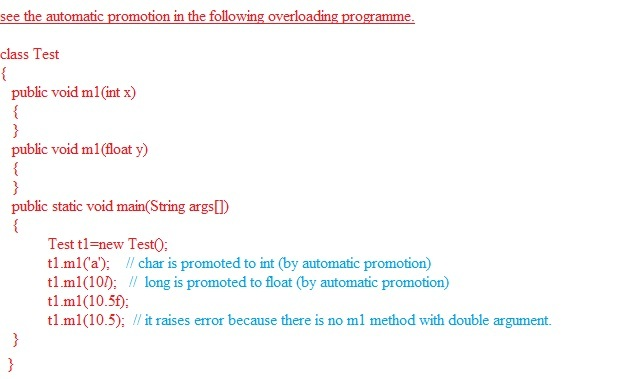 see the automatic promotion in the following overloading programme.
class Test
{
public void m1(int x)
{
}
public void m1(float y)
{
}
public static void main(String args[])
{
Test t1=new Test();
t1.m1('a'); // char is promoted to int (by automatic promotion)
t1.m1(10l); // long is promoted to float (by automatic promotion)
t1.m1(10.5f);
t1.m1(10.5); // it raises error because there is no m1 method with double argument.
}
}